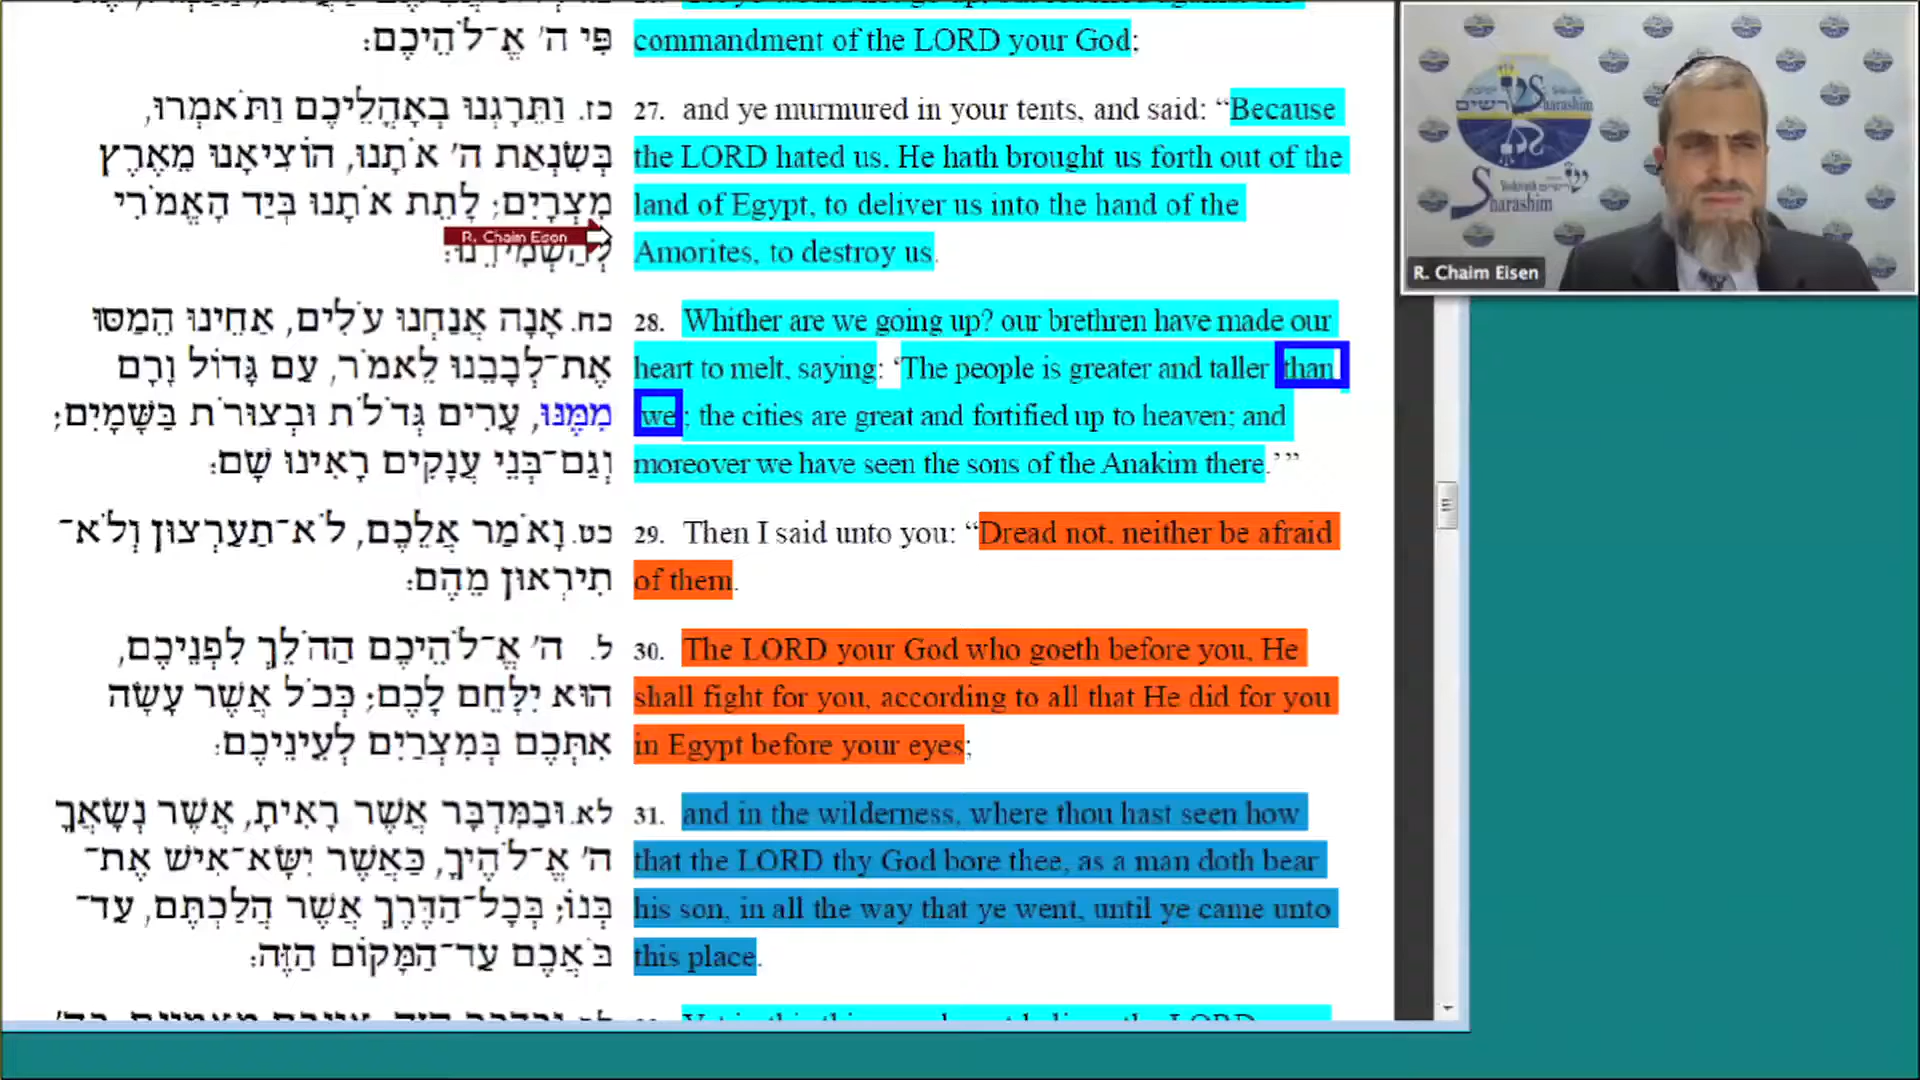 פִּי ה' אֱ־לֹהֵיכֶם:
commandment of the LORD your God;
כז. וַתֵּרָגְנוּ בְאָהֳלֵיכֶם וַתֹּאמְרוּ,
בְּשִׂנְאַת ה' אֹתָנוּ, הוֹצִיאָנוּ מֵאֶרֶץ
מִצְרָיִם; לָתֵת אֹתָנוּ בְּיַד הָאֱמֹרִי
לְהַשְׁמִידֵנוּ:
R. Chaim Eisen
27. and ye murmured in your tents, and said: “Because
the LORD hated us. He hath brought us forth out of the
land of Egypt, to deliver us into the hand of the
Amorites, to destroy us.
כח. אָנָה אֲנַחְנוּ עֹלִים, אַחֵינוּ הֵמַסּוּ
אֶת־לְבָבֵנוּ לֵאמֹר, עַם גָּדוֹל וָרָם
מִמֶּנּוּ, עָרִים גְּדֹלֹת וּבְצוּרֹת בַּשָּׁמָיִם;
וְגַם־בְּנֵי עֲנָקִים רָאִינוּ שָׁם:
28. Whither are we going up? our brethren have made our
heart to melt, saying: ‘The people is greater and taller than
we; the cities are great and fortified up to heaven; and
moreover we have seen the sons of the Anakim there.’”
כט. וָאֹמַר אֲלֵכֶם, לֹא־תַעַרְצוּן וְלֹא־
תִירְאוּן מֵהֶם:
29. Then I said unto you: “Dread not, neither be afraid
of them.
ל. ה' אֱ־לֹהֵיכֶם הַהֹלֵךְ לִפְנֵיכֶם,
הוּא יִלָּחֵם לָכֶם; כְּכֹל אֲשֶׁר עָשָׂה
אִתְּכֶם בְּמִצְרַיִם לְעֵינֵיכֶם:
30. The LORD your God who goeth before you, He
shall fight for you, according to all that He did for you
in Egypt before your eyes;
לא. וּבַמִּדְבָּר אֲשֶׁר רָאִיתָ, אֲשֶׁר נְשָׂאֲךָ
ה' אֱ־לֹהֶיךָ, כַּאֲשֶׁר יִשָּׂא־אִישׁ אֶת־
בְּנוֹ; בְּכָל־הַדֶּרֶךְ אֲשֶׁר הֲלַכְתֶּם, עַד־
בֹּאֲכֶם עַד־הַמָּקוֹם הַזֶּה:
31. and in the wilderness, where thou hast seen how
that the LORD thy God bore thee, as a man doth bear
his son, in all the way that ye went, until ye came unto
this place.
שרשים
Sharashim
Yeshivath
Sharashim
R. Chaim Eisen